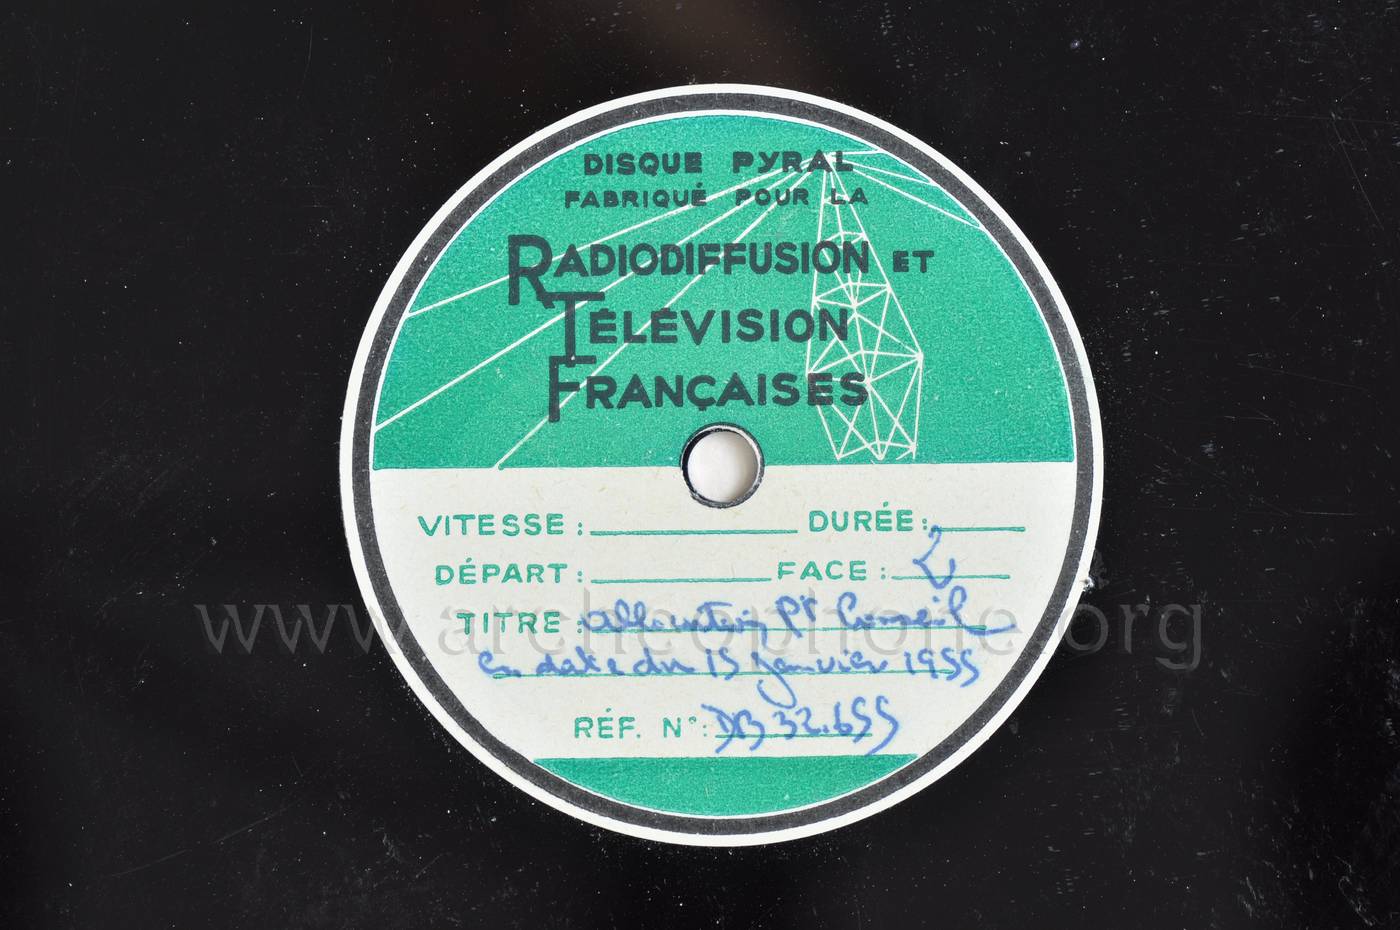 DISQUE PYRAL
FABRIQUÉ POUR LA
RADIODIFFUSION ET
TÉLÉVISION
FRANÇAISES
VITESSE : DURÉE :
DÉPART : FACE : 2
www.archeophone.org
TITRE : allocution Pt Conseil
en date du 15 janvier 1955
RÉF. N° : DB 32.655